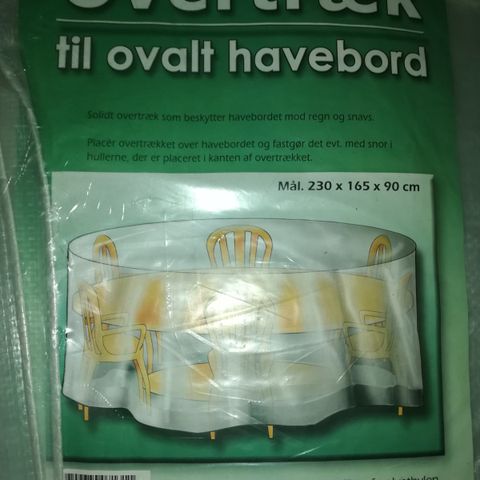 Overtræk
til ovalt havebord
Solidt overtræk som beskytter havebordet mod regn og snavs.
Placér overtrækket over havebordet og fastgør det evt. med snor i
hullerne, der er placeret i kanten af overtrækket.
Mål. 230 x 165 x 90 cm